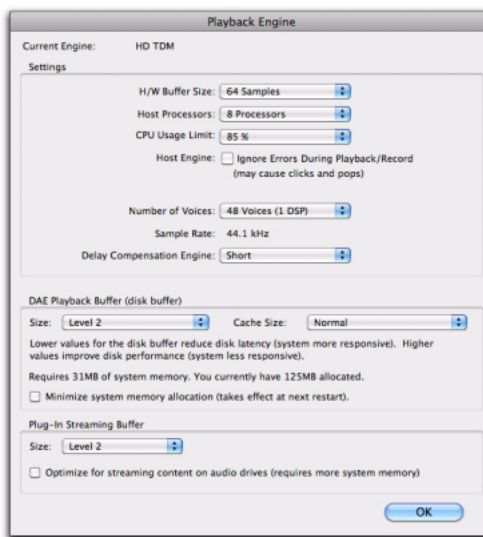 Playback Engine
Current Engine: HD TDM
Settings
H/W Buffer Size: 64 Samples
Host Processors: 8 Processors
CPU Usage Limit: 85 %
Host Engine: Ignore Errors During Playback/Record
(may cause clicks and pops)
Number of Voices: 48 Voices (1 DSP)
Sample Rate: 44.1 kHz
Delay Compensation Engine: Short
DAE Playback Buffer (disk buffer)
Size: Level 2 Cache Size: Normal
Lower values for the disk buffer reduce disk latency (system more responsive). Higher
values improve disk performance (system less responsive).
Requires 31MB of system memory. You currently have 125MB allocated.
Minimize system memory allocation (takes effect at next restart).
Plug-In Streaming Buffer
Size: Level 2
Optimize for streaming content on audio drives (requires more system memory)
OK